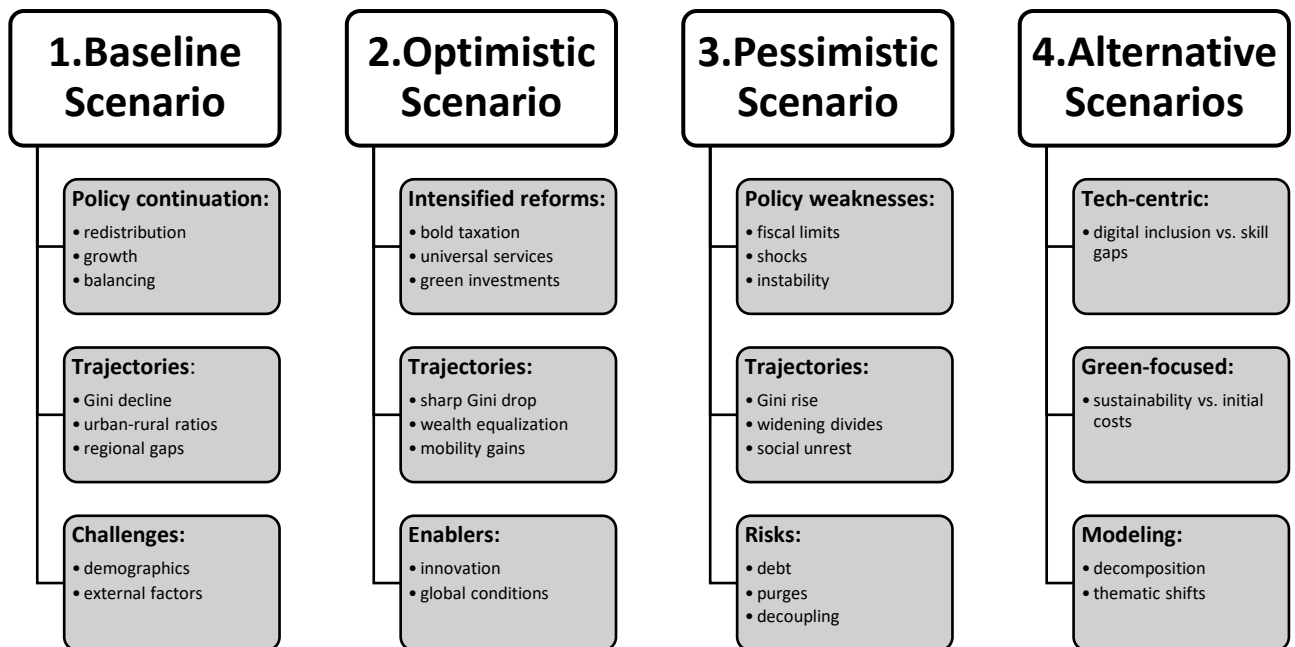 1.Baseline
Scenario
Policy continuation:
• redistribution
• growth
• balancing
Trajectories:
• Gini decline
• urban-rural ratios
• regional gaps
Challenges:
• demographics
• external factors
2.Optimistic
Scenario
Intensified reforms:
• bold taxation
• universal services
• green investments
Trajectories:
• sharp Gini drop
• wealth equalization
• mobility gains
Enablers:
• innovation
• global conditions
3.Pessimistic
Scenario
Policy weaknesses:
• fiscal limits
• shocks
• instability
Trajectories:
• Gini rise
• widening divides
• social unrest
Risks:
• debt
• purges
• decoupling
4.Alternative
Scenarios
Tech-centric:
• digital inclusion vs. skill
gaps
Green-focused:
• sustainability vs. initial
costs
Modeling:
• decomposition
• thematic shifts